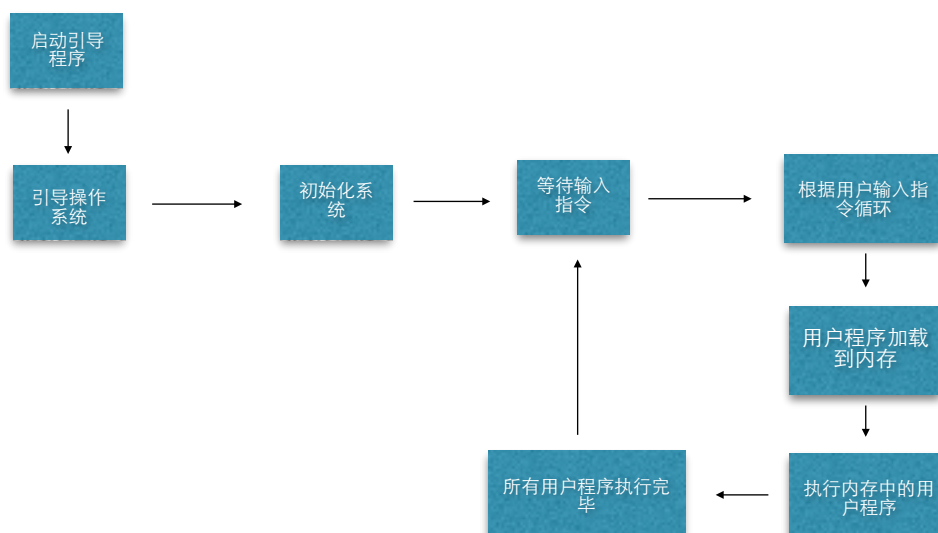 启动引导
程序
引导操作
系统
初始化系
统
等待输入
指令
根据用户输入指
令循环
用户程序加载
到内存
执行内存中的用
户程序
所有用户程序执行完
毕